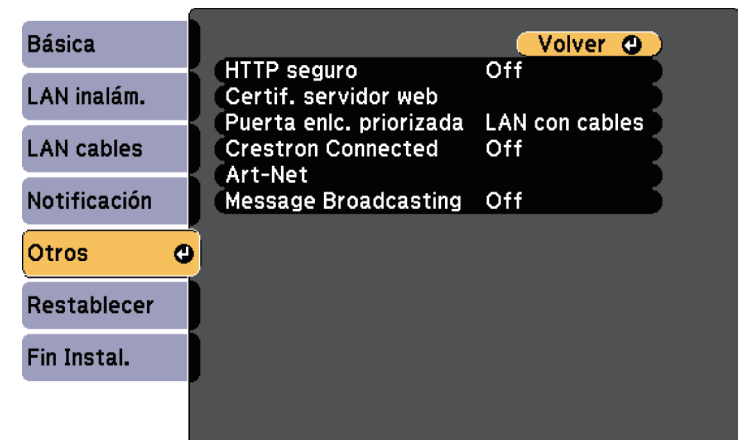 Básica
LAN inalám.
LAN cables
Notificación
Otros
Restablecer
Fin Instal.
Volver
HTTP seguro Off
Certif. servidor web
Puerta enlc. priorizada LAN con cables
Crestron Connected Off
Art-Net
Message Broadcasting Off